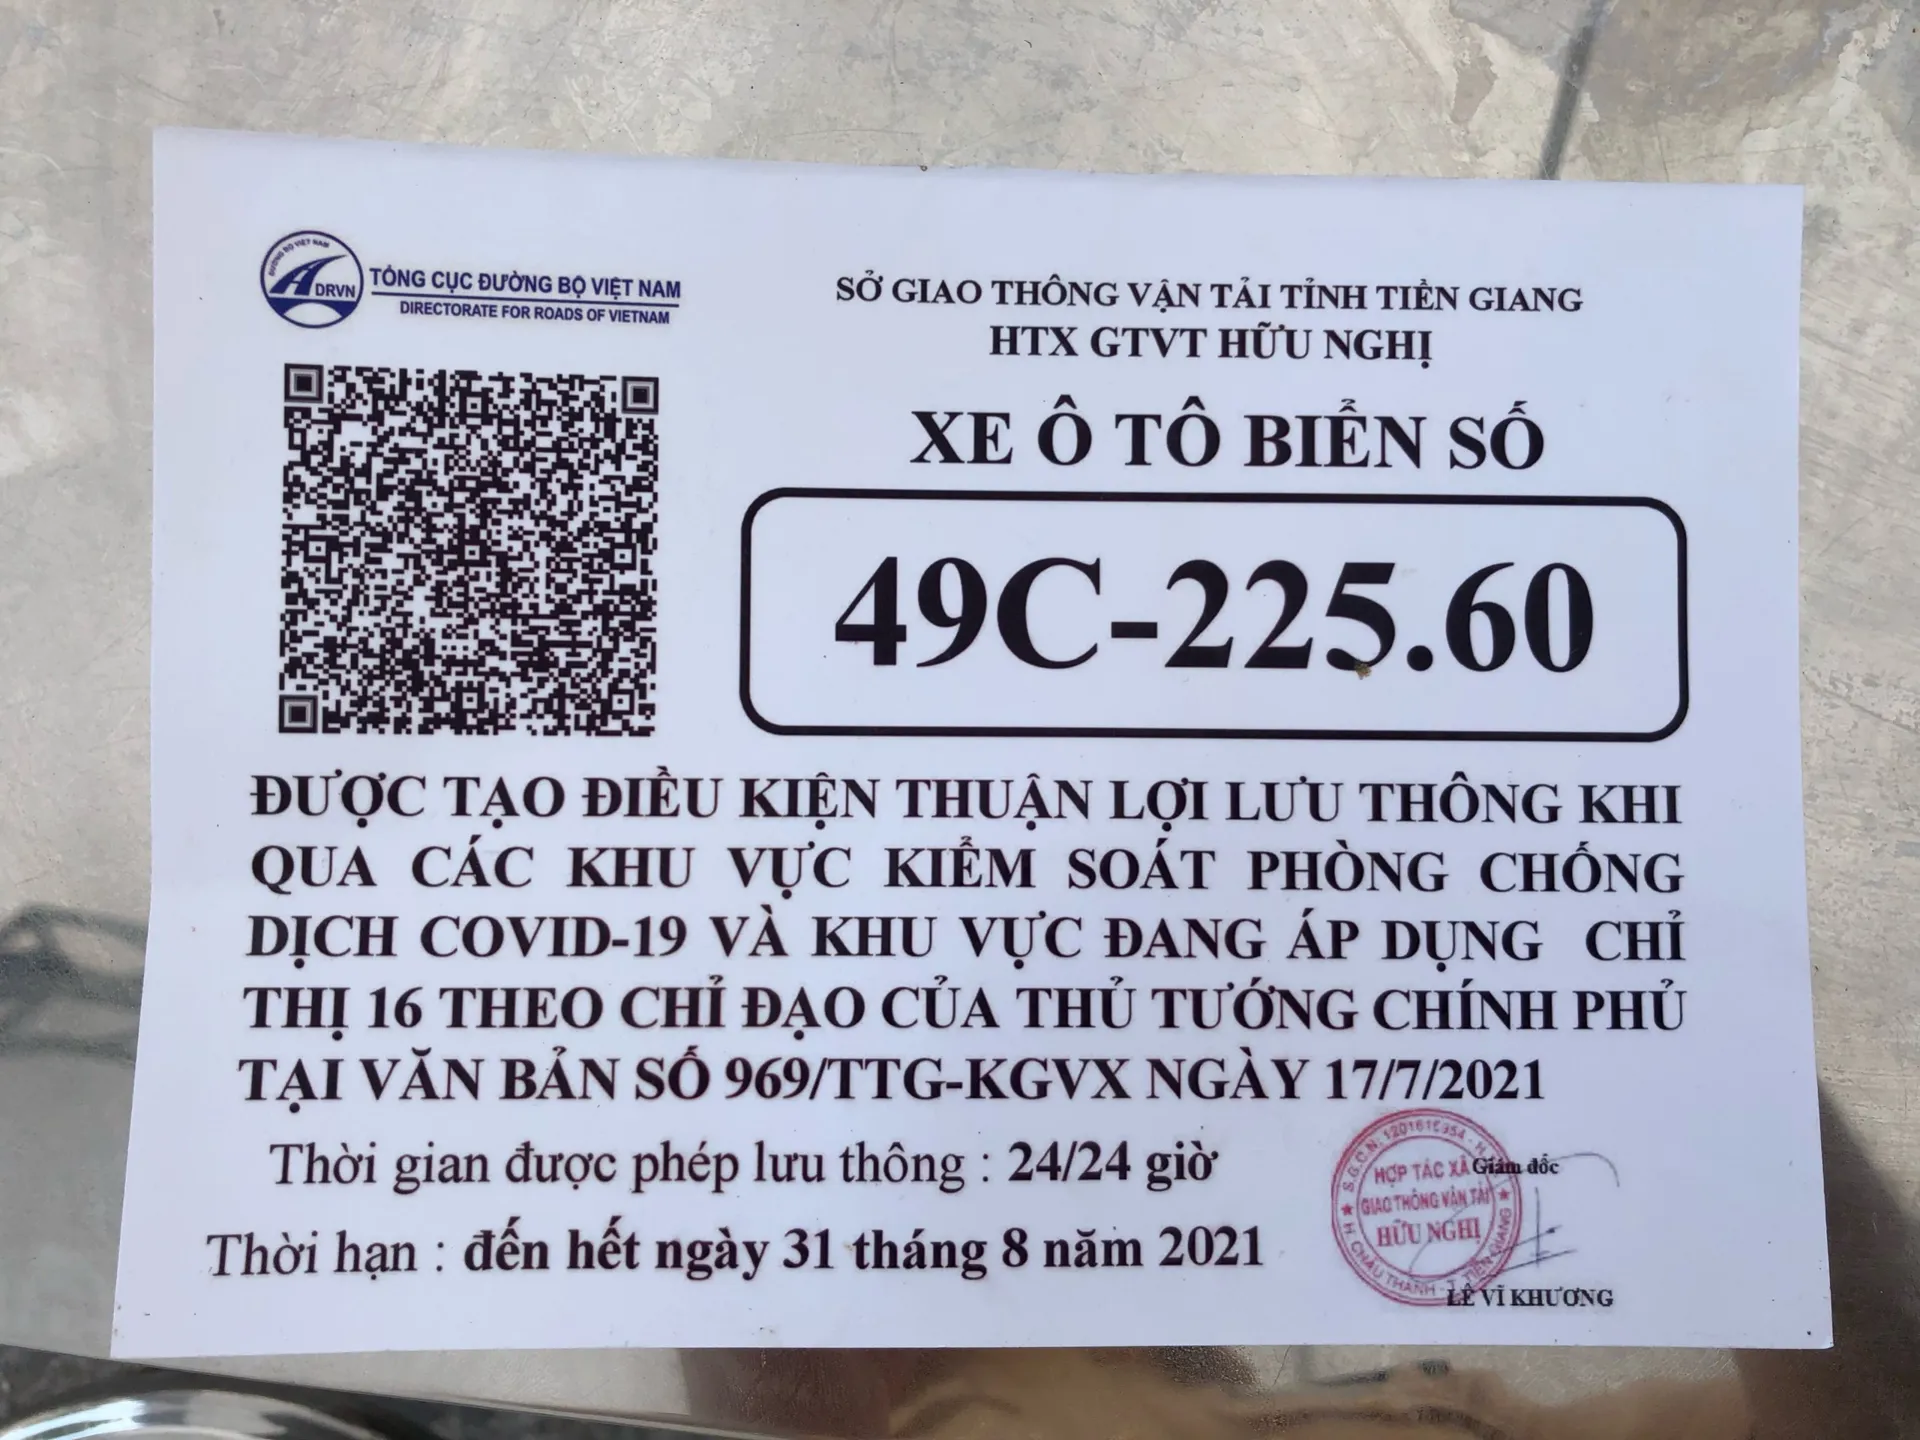 ĐƯỜNG BỘ VIỆT NAM
DRVN
TỔNG CỤC ĐƯỜNG BỘ VIỆT NAM
DIRECTORATE FOR ROADS OF VIETNAM
SỞ GIAO THÔNG VẬN TẢI TỈNH TIỀN GIANG
HTX GTVT HỮU NGHỊ
XE Ô TÔ BIỂN SỐ
49C-225.60
ĐƯỢC TẠO ĐIỀU KIỆN THUẬN LỢI LƯU THÔNG KHI
QUA CÁC KHU VỰC KIỂM SOÁT PHÒNG CHỐNG
DỊCH COVID-19 VÀ KHU VỰC ĐANG ÁP DỤNG CHỈ
THỊ 16 THEO CHỈ ĐẠO CỦA THỦ TƯỚNG CHÍNH PHỦ
TẠI VĂN BẢN SỐ 969/TTG-KGVX NGÀY 17/7/2021
Thời gian được phép lưu thông : 24/24 giờ
Thời hạn : đến hết ngày 31 tháng 8 năm 2021
Giám đốc
S.G.C.N:
HỢP TÁC XÃ
GIAO THÔNG VẬN TẢI
HỮU NGHỊ
H. CHÂU THÀNH - T. TIỀN GIANG
LÊ VĨ KHƯƠNG